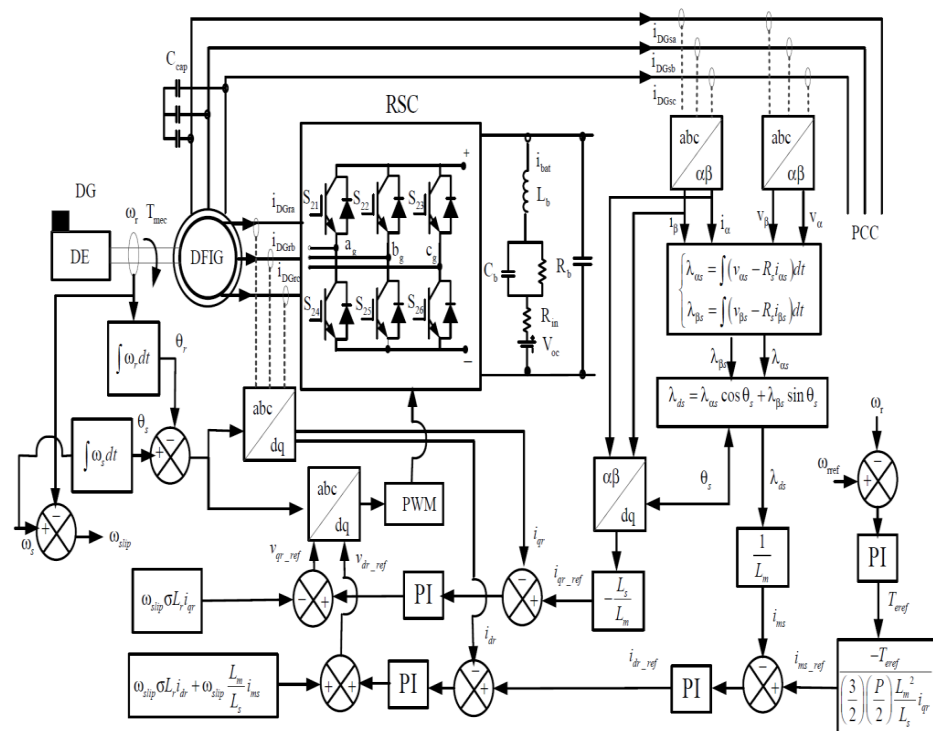 i_DGsa
i_DGsb
i_DGsc
C_cap
RSC
abc
αβ
abc
αβ
DG
ω_r T_mec
DE
DFIG
i_DGra
i_DGrb
i_DGrc
S_21
S_22
S_23
a_g
b_g
c_g
S_24
S_25
S_26
+
−
i_bat
L_b
C_b
R_b
R_in
V_oc
i_β
i_α
v_β
v_α
PCC
{λ_αs = ∫(v_αs − R_s i_αs)dt
λ_βs = ∫(v_βs − R_s i_βs)dt
λ_βs
λ_αs
λ_ds = λ_αs cos θ_s + λ_βs sin θ_s
∫ω_r dt
θ_r
θ_s
∫ω_s dt
−
+
abc
dq
+
−
ω_s
ω_slip
abc
dq
PWM
αβ
dq
θ_s
λ_ds
ω_r
ω_rref
−
+
PI
T_eref
v_qr_ref
v_dr_ref
i_qr
1/L_m
ω_slip σL_r i_qr
−
+
PI
−
+
i_qr_ref
−L_s/L_m
i_ms
i_dr
ω_slip σL_r i_dr + ω_slip (L_m/L_s) i_ms
+
+
PI
−
+
i_dr_ref
PI
−
+
i_ms_ref
−T_eref/((3/2)(P/2)(L_m²/L_s) i_qr)